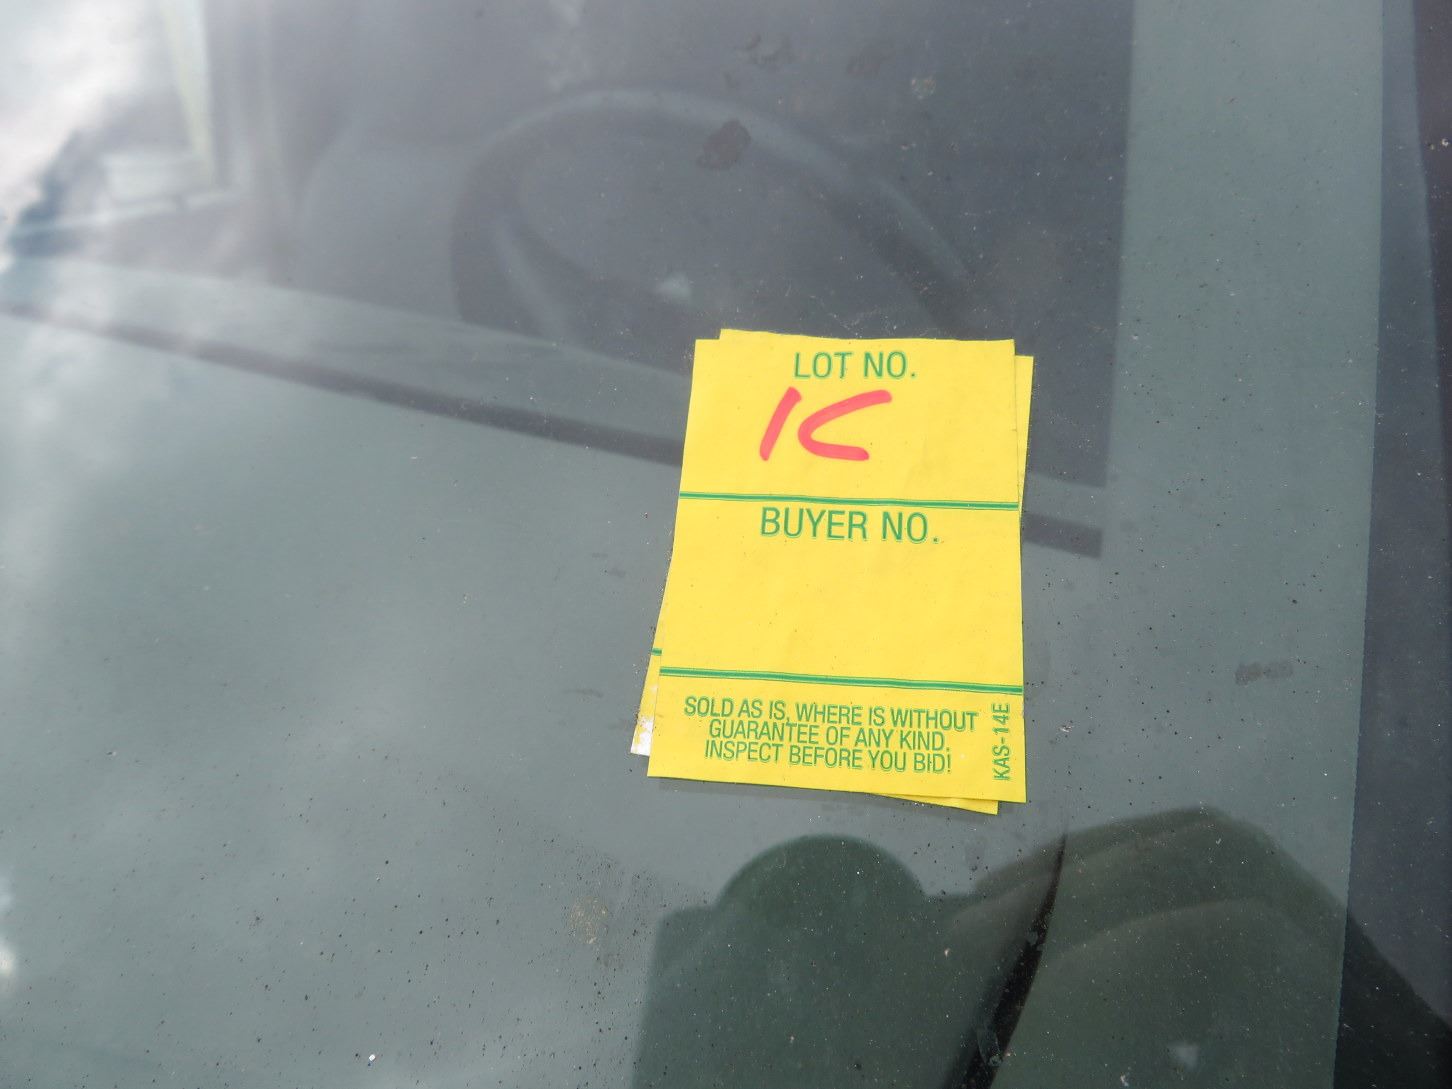 LOT NO.
1C
BUYER NO.
SOLD AS IS, WHERE IS WITHOUT
GUARANTEE OF ANY KIND.
INSPECT BEFORE YOU BID!
KAS-14E